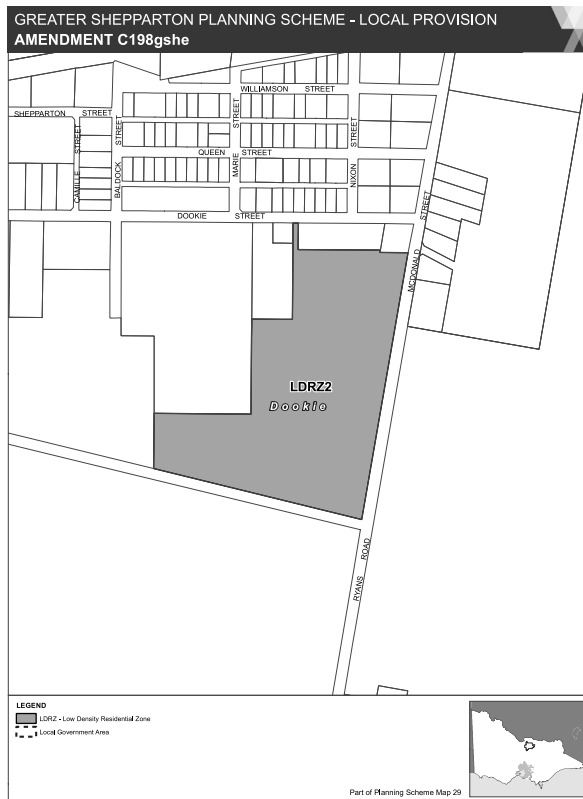 GREATER SHEPPARTON PLANNING SCHEME - LOCAL PROVISION
AMENDMENT C198gshe
WILLIAMSON STREET
SHEPPARTON STREET
STREET
STREET
STREET
STREET
QUEEN STREET
CAMILLE
BALDOCK
MARIE
NIXON
DOOKIE STREET
STREET
MCDONALD
LDRZ2
Dookie
RYANS ROAD
LEGEND
LDRZ - Low Density Residential Zone
Local Government Area
Part of Planning Scheme Map 29